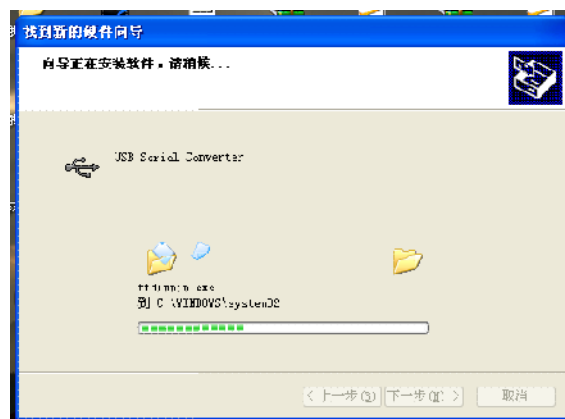 找到新的硬件向导
向导正在安装软件，请稍候...
USB Serial Converter
到 C:\WINDOWS\system32
< 上一步(B)
下一步(N) >
取消